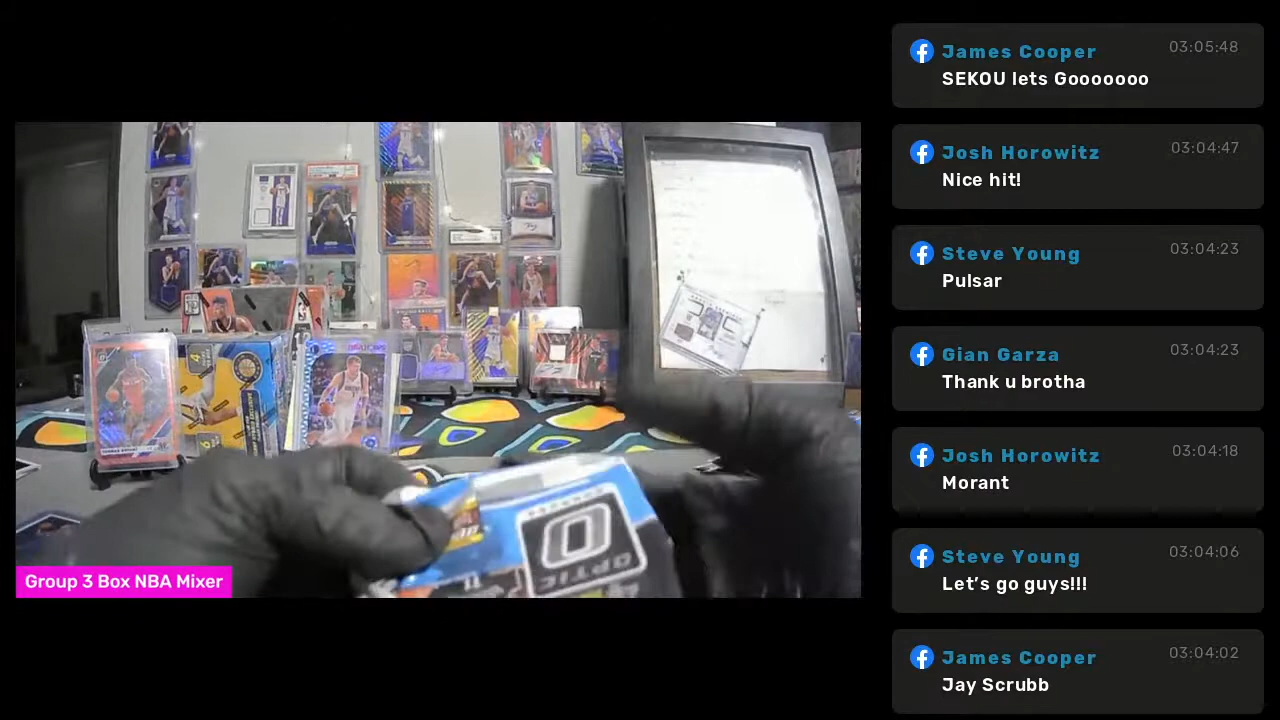 James Cooper
03:05:48
SEKOU lets Gooooooo
Josh Horowitz
03:04:47
Nice hit!
Steve Young
03:04:23
Pulsar
Gian Garza
03:04:23
Thank u brotha
Josh Horowitz
03:04:18
Morant
Steve Young
03:04:06
Let’s go guys!!!
James Cooper
03:04:02
Jay Scrubb
OPTIC
Group 3 Box NBA Mixer